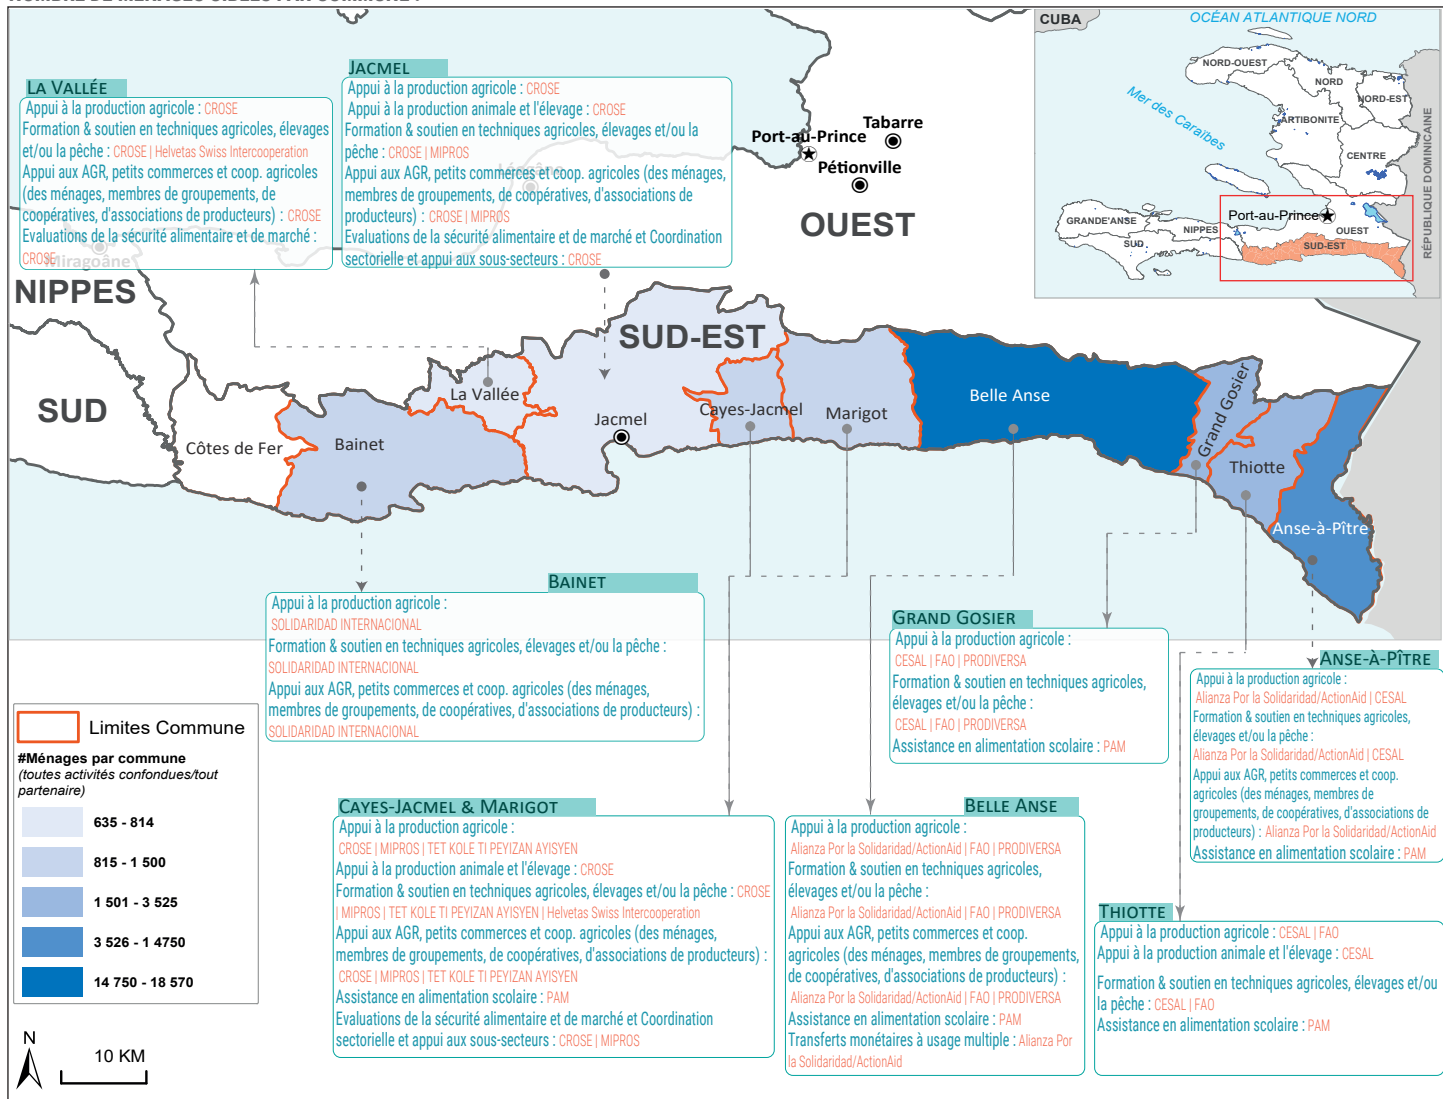 CUBA
OCÉAN ATLANTIQUE NORD
Mer des Caraïbes
NORD-OUEST
NORD
NORD-EST
ARTIBONITE
CENTRE
RÉPUBLIQUE DOMINICAINE
Port-au-Prince
GRANDE'ANSE
NIPPES
OUEST
SUD
SUD-EST
LA VALLÉE
Appui à la production agricole : CROSE
Formation & soutien en techniques agricoles, élevages
et/ou la pêche : CROSE | Helvetas Swiss Intercooperation
Appui aux AGR, petits commerces et coop. agricoles
(des ménages, membres de groupements, de
coopératives, d'associations de producteurs) : CROSE
Evaluations de la sécurité alimentaire et de marché :
CROSE
Miragoâne
JACMEL
Appui à la production agricole : CROSE
Appui à la production animale et l'élevage : CROSE
Formation & soutien en techniques agricoles, élevages et/ou la
pêche : CROSE | MIPROS
Appui aux AGR, petits commerces et coop. agricoles (des ménages,
membres de groupements, de coopératives, d'associations de
producteurs) : CROSE | MIPROS
Evaluations de la sécurité alimentaire et de marché et Coordination
sectorielle et appui aux sous-secteurs : CROSE
Léogâne
Port-au-Prince
Tabarre
Pétionville
OUEST
NIPPES
SUD-EST
SUD
Côtes de Fer
Bainet
La Vallée
Jacmel
Cayes-Jacmel
Marigot
Belle Anse
Grand Gosier
Thiotte
Anse-à-Pître
BAINET
Appui à la production agricole :
SOLIDARIDAD INTERNACIONAL
Formation & soutien en techniques agricoles, élevages et/ou la pêche :
SOLIDARIDAD INTERNACIONAL
Appui aux AGR, petits commerces et coop. agricoles (des ménages,
membres de groupements, de coopératives, d'associations de producteurs) :
SOLIDARIDAD INTERNACIONAL
GRAND GOSIER
Appui à la production agricole :
CESAL | FAO | PRODIVERSA
Formation & soutien en techniques agricoles,
élevages et/ou la pêche :
CESAL | FAO | PRODIVERSA
Assistance en alimentation scolaire : PAM
ANSE-À-PÎTRE
Appui à la production agricole :
Alianza Por la Solidaridad/ActionAid | CESAL
Formation & soutien en techniques agricoles,
élevages et/ou la pêche :
Alianza Por la Solidaridad/ActionAid | CESAL
Appui aux AGR, petits commerces et coop.
agricoles (des ménages, membres de
groupements, de coopératives, d'associations de
producteurs) : Alianza Por la Solidaridad/ActionAid
Assistance en alimentation scolaire : PAM
Limites Commune
#Ménages par commune
(toutes activités confondues/tout
partenaire)
635 - 814
815 - 1 500
1 501 - 3 525
3 526 - 1 4750
14 750 - 18 570
N
10 KM
CAYES-JACMEL & MARIGOT
Appui à la production agricole :
CROSE | MIPROS | TET KOLE TI PEYIZAN AYISYEN
Appui à la production animale et l'élevage : CROSE
Formation & soutien en techniques agricoles, élevages et/ou la pêche : CROSE
| MIPROS | TET KOLE TI PEYIZAN AYISYEN | Helvetas Swiss Intercooperation
Appui aux AGR, petits commerces et coop. agricoles (des ménages,
membres de groupements, de coopératives, d'associations de producteurs) :
CROSE | MIPROS | TET KOLE TI PEYIZAN AYISYEN
Assistance en alimentation scolaire : PAM
Evaluations de la sécurité alimentaire et de marché et Coordination
sectorielle et appui aux sous-secteurs : CROSE | MIPROS
BELLE ANSE
Appui à la production agricole :
Alianza Por la Solidaridad/ActionAid | FAO | PRODIVERSA
Formation & soutien en techniques agricoles,
élevages et/ou la pêche :
Alianza Por la Solidaridad/ActionAid | FAO | PRODIVERSA
Appui aux AGR, petits commerces et coop.
agricoles (des ménages, membres de groupements,
de coopératives, d'associations de producteurs) :
Alianza Por la Solidaridad/ActionAid | FAO | PRODIVERSA
Assistance en alimentation scolaire : PAM
Transferts monétaires à usage multiple : Alianza Por
la Solidaridad/ActionAid
THIOTTE
Appui à la production agricole : CESAL | FAO
Appui à la production animale et l'élevage : CESAL
Formation & soutien en techniques agricoles, élevages et/ou
la pêche : CESAL | FAO
Assistance en alimentation scolaire : PAM